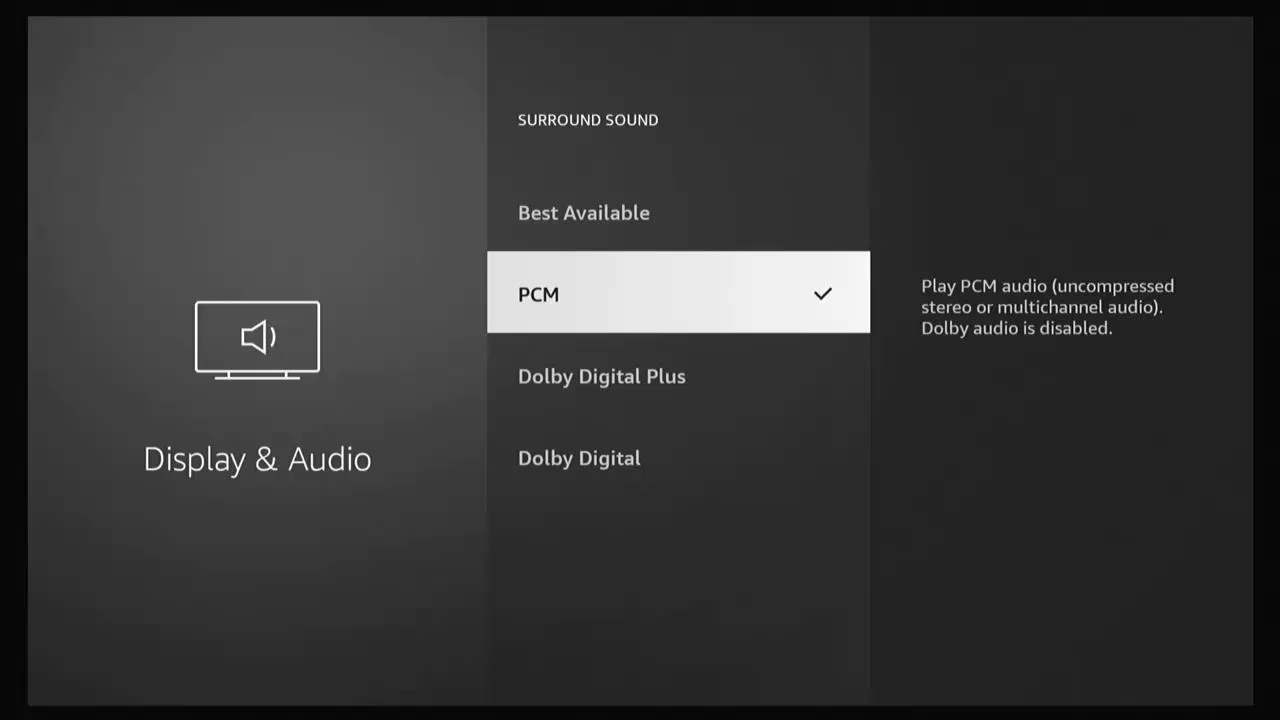 Display & Audio
SURROUND SOUND
Best Available
PCM
Dolby Digital Plus
Dolby Digital
Play PCM audio (uncompressed
stereo or multichannel audio).
Dolby audio is disabled.